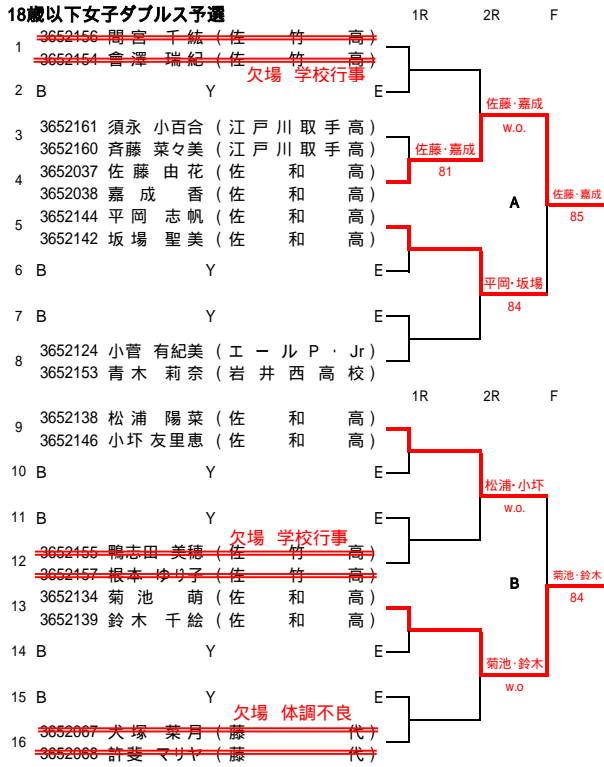 18歳以下女子ダブルス予選 1R 2R F
1 3652156 間宮 千紘 (佐竹高)
3652154 會澤 瑞紀 (佐竹高)
欠場 学校行事
2 BYE
佐藤・嘉成
w.o.
3 3652161 須永 小百合 (江戸川取手高)
3652160 斉藤 菜々美 (江戸川取手高)
佐藤・嘉成
81
4 3652037 佐藤 由花 (佐和高)
3652038 嘉成 香 (佐和高)
A
佐藤・嘉成
85
5 3652144 平岡 志帆 (佐和高)
3652142 坂場 聖美 (佐和高)
6 BYE
平岡・坂場
84
7 BYE
8 3652124 小菅 有紀美 (エールP・Jr)
3652153 青木 莉奈 (岩井西高校)
1R 2R F
9 3652138 松浦 陽菜 (佐和高)
3652146 小圷 友里恵 (佐和高)
10 BYE
松浦・小圷
w.o.
11 BYE
欠場 学校行事
12 3652155 鴨志田 美穂 (佐竹高)
3652157 根本 ゆり子 (佐竹高)
B
菊池・鈴木
84
13 3652134 菊池 萌 (佐和高)
3652139 鈴木 千絵 (佐和高)
14 BYE
菊池・鈴木
w.o
15 BYE
欠場 体調不良
16 3652067 犬塚 菜月 (藤代)
3652068 許斐 マリヤ (藤代)